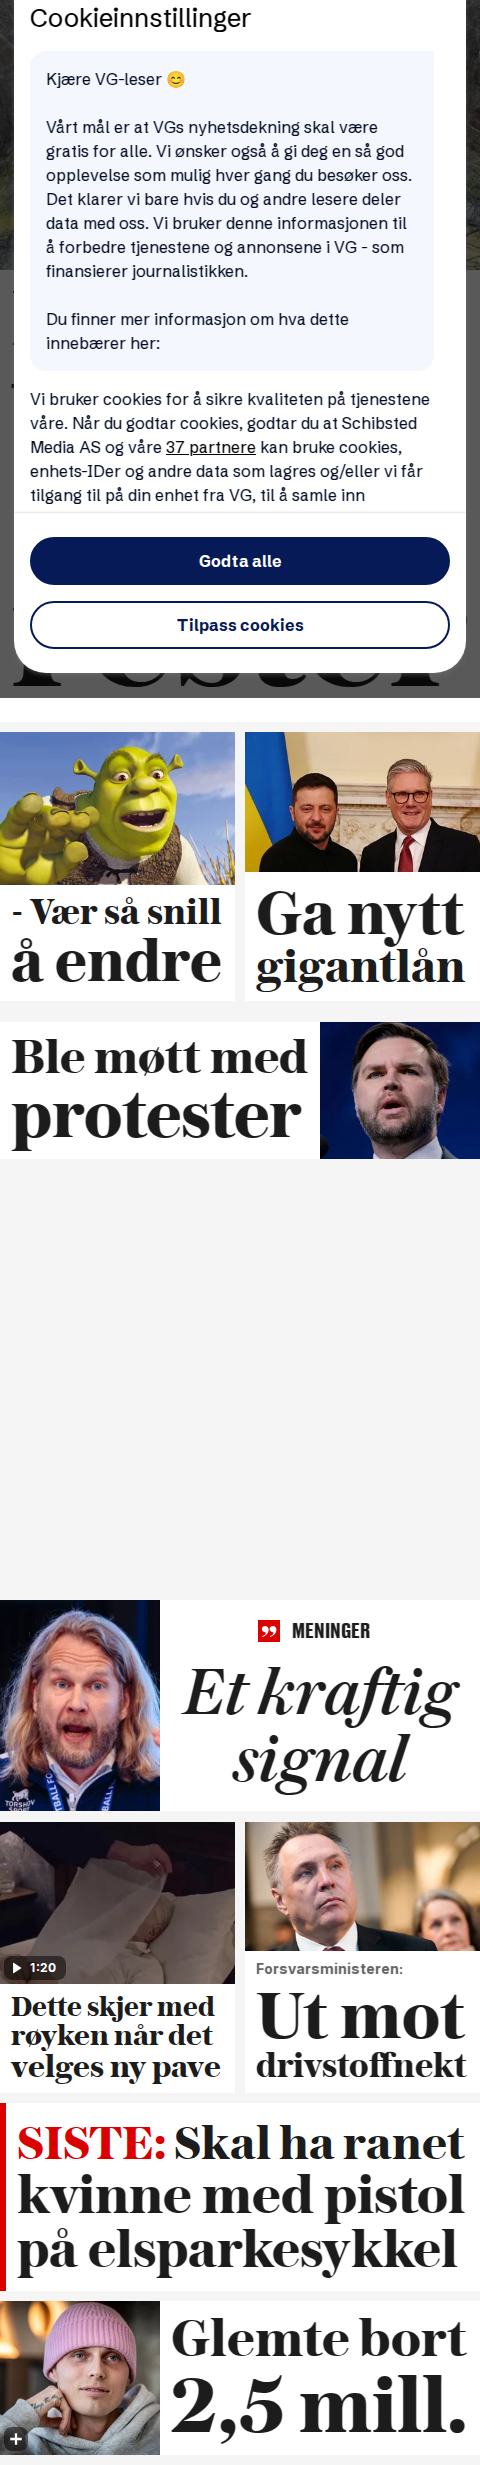 Cookieinnstillinger
Kjære VG-leser 😊
Vårt mål er at VGs nyhetsdekning skal være
gratis for alle. Vi ønsker også å gi deg en så god
opplevelse som mulig hver gang du besøker oss.
Det klarer vi bare hvis du og andre lesere deler
data med oss. Vi bruker denne informasjonen til
å forbedre tjenestene og annonsene i VG - som
finansierer journalistikken.
Du finner mer informasjon om hva dette
innebærer her:
Vi bruker cookies for å sikre kvaliteten på tjenestene
våre. Når du godtar cookies, godtar du at Schibsted
Media AS og våre 37 partnere kan bruke cookies,
enhets-IDer og andre data som lagres og/eller vi får
tilgang til på din enhet fra VG, til å samle inn
Godta alle
Tilpass cookies
- Vær så snill
å endre
Ga nytt
gigantlån
Ble møtt med
protester
MENINGER
Et kraftig
signal
1:20
Dette skjer med
røyken når det
velges ny pave
Forsvarsministeren:
Ut mot
drivstoffnekt
SISTE: Skal ha ranet
kvinne med pistol
på elsparkesykkel
Glemte bort
2,5 mill.